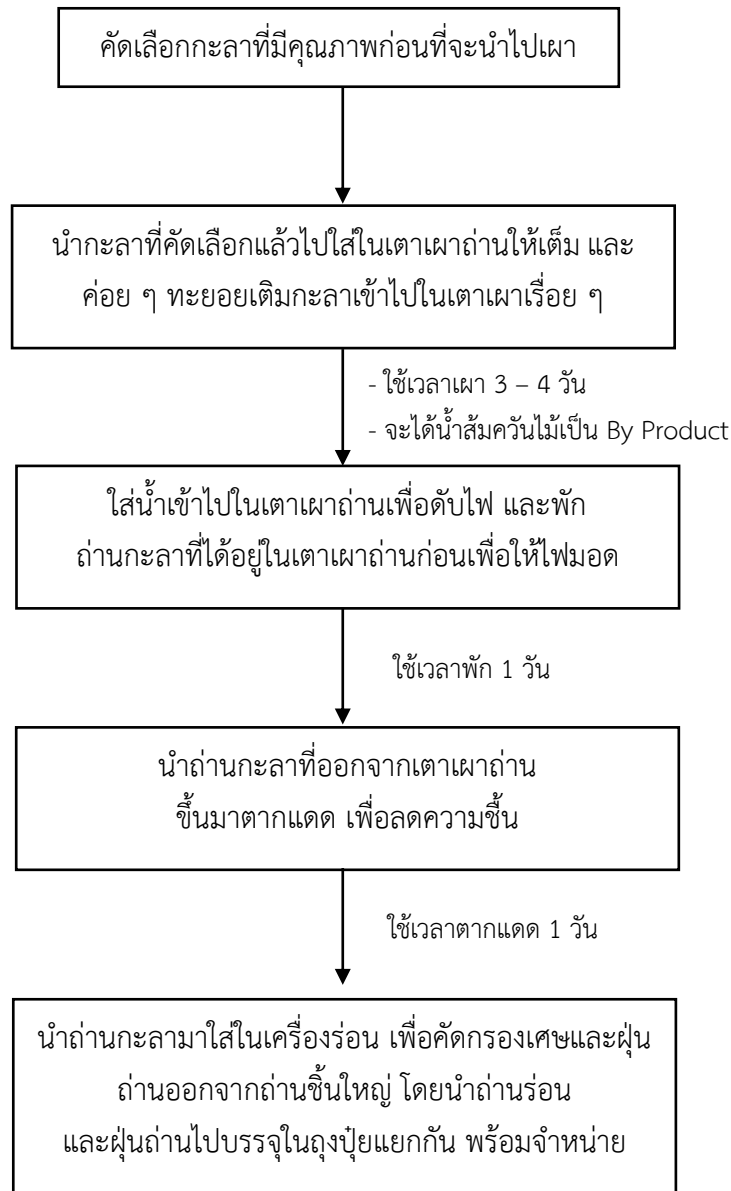 คัดเลือกกะลาที่มีคุณภาพก่อนที่จะนำไปเผา
นำกะลาที่คัดเลือกแล้วไปใส่ในเตาเผาถ่านให้เต็ม และ
ค่อย ๆ ทะยอยเติมกะลาเข้าไปในเตาเผาเรื่อย ๆ
- ใช้เวลาเผา 3 – 4 วัน
- จะได้น้ำส้มควันไม้เป็น By Product
ใส่น้ำเข้าไปในเตาเผาถ่านเพื่อดับไฟ และพัก
ถ่านกะลาที่ได้อยู่ในเตาเผาถ่านก่อนเพื่อให้ไฟมอด
ใช้เวลาพัก 1 วัน
นำถ่านกะลาที่ออกจากเตาเผาถ่าน
ขึ้นมาตากแดด เพื่อลดความชื้น
ใช้เวลาตากแดด 1 วัน
นำถ่านกะลามาใส่ในเครื่องร่อน เพื่อคัดกรองเศษและฝุ่น
ถ่านออกจากถ่านชิ้นใหญ่ โดยนำถ่านร่อน
และฝุ่นถ่านไปบรรจุในถุงปุ๋ยแยกกัน พร้อมจำหน่าย